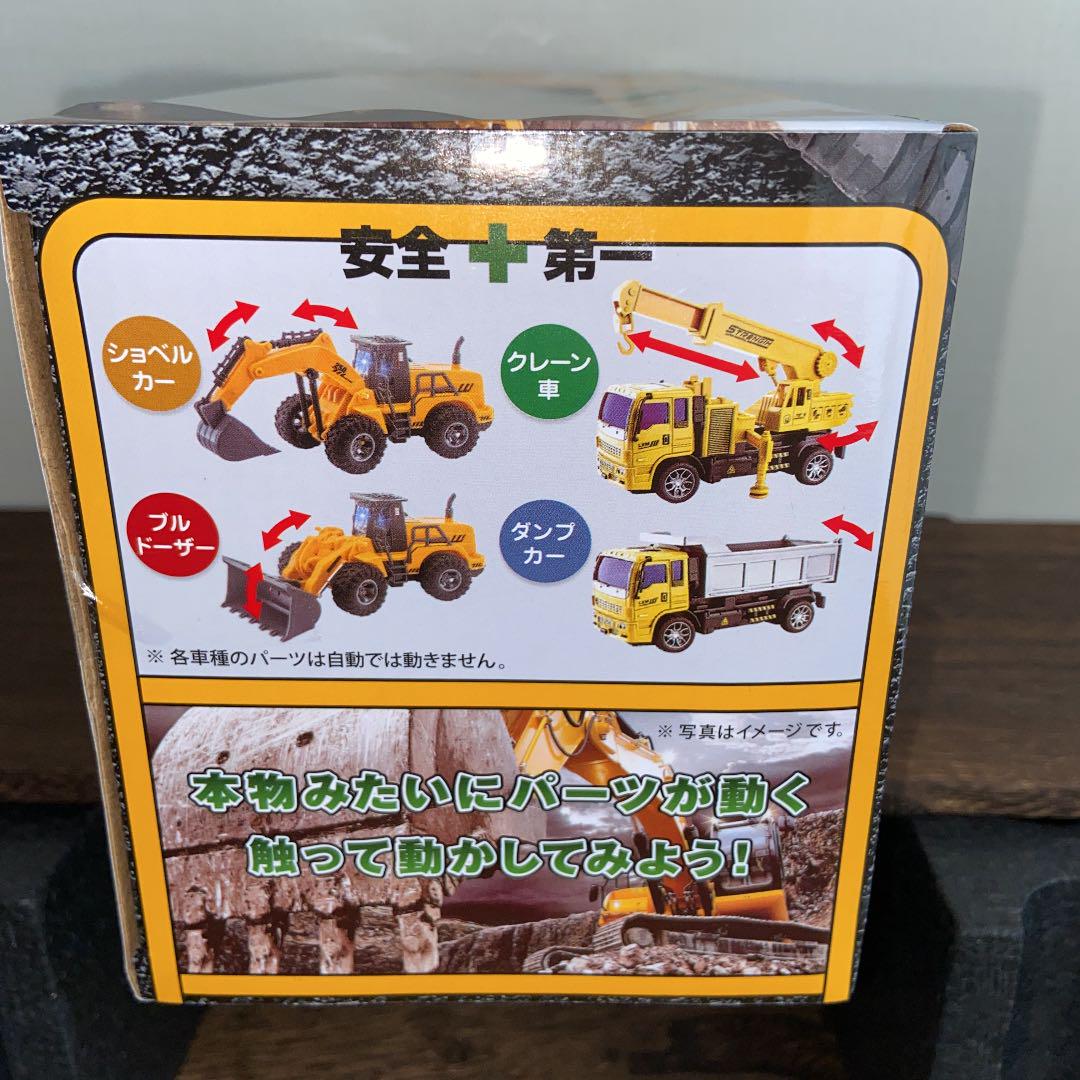 安全 第一
ショベル
カー
クレーン
車
STRANGIH
ブル
ドーザー
ダンプ
カー
※ 各車種のパーツは自動では動きません。
※ 写真はイメージです。
本物みたいにパーツが動く
触って動かしてみよう!